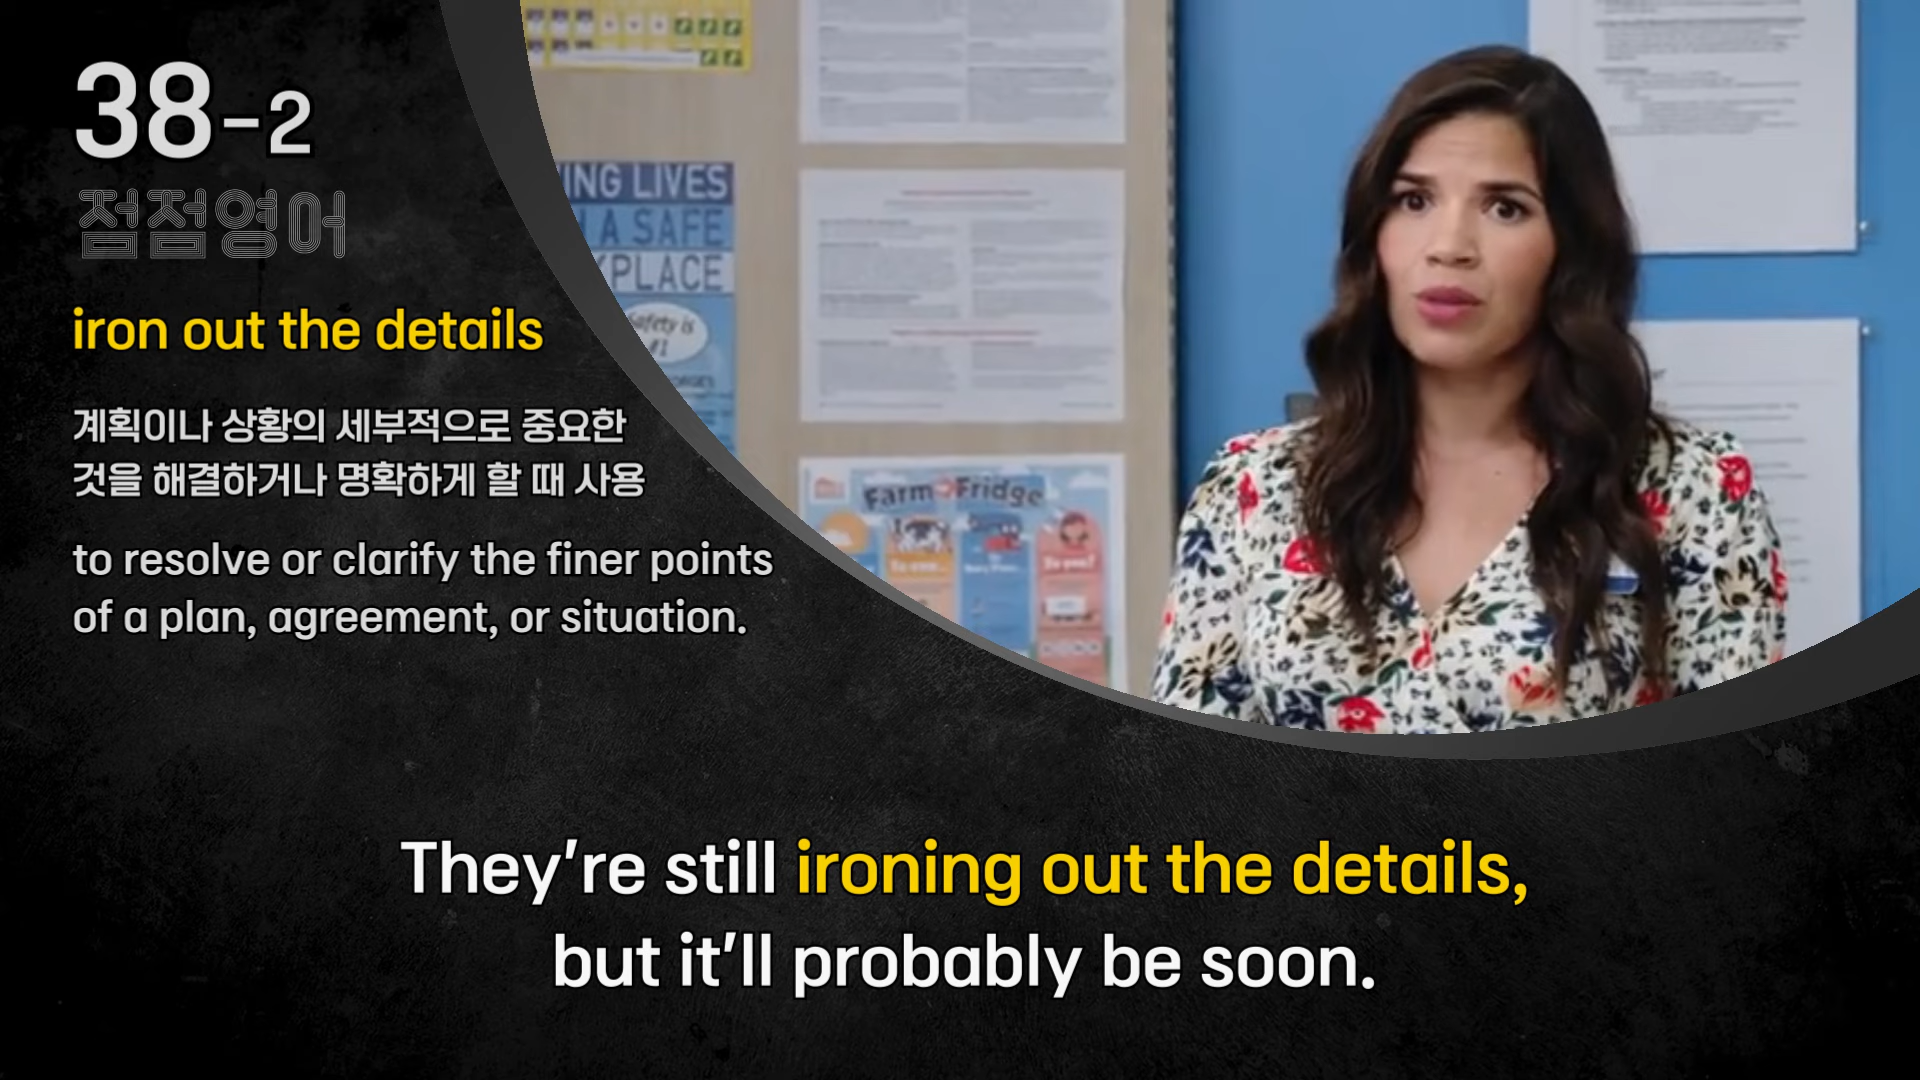 38-2
점점영어
iron out the details
계획이나 상황의 세부적으로 중요한
것을 해결하거나 명확하게 할 때 사용
to resolve or clarify the finer points
of a plan, agreement, or situation.
ING LIVES
A SAFE
PLACE
Safety is
#1
Farm Fridge
They're still ironing out the details,
but it'll probably be soon.